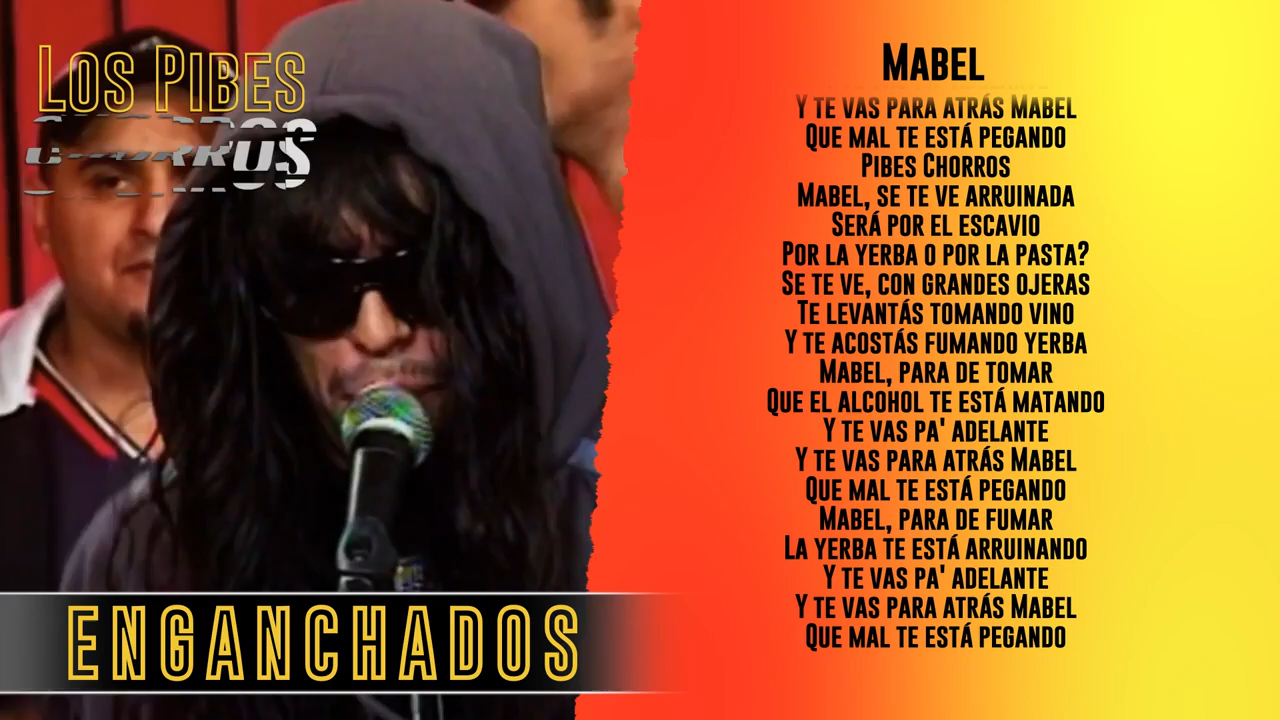 Los Pibes
Chorros
Enganchados
Mabel
Y te vas para atrás Mabel
Que mal te está pegando
Pibes Chorros
Mabel, se te ve arruinada
Será por el escavio
Por la yerba o por la pasta?
Se te ve, con grandes ojeras
Te levantás tomando vino
Y te acostás fumando yerba
Mabel, para de tomar
Que el alcohol te está matando
Y te vas pa' adelante
Y te vas para atrás Mabel
Que mal te está pegando
Mabel, para de fumar
La yerba te está arruinando
Y te vas pa' adelante
Y te vas para atrás Mabel
Que mal te está pegando